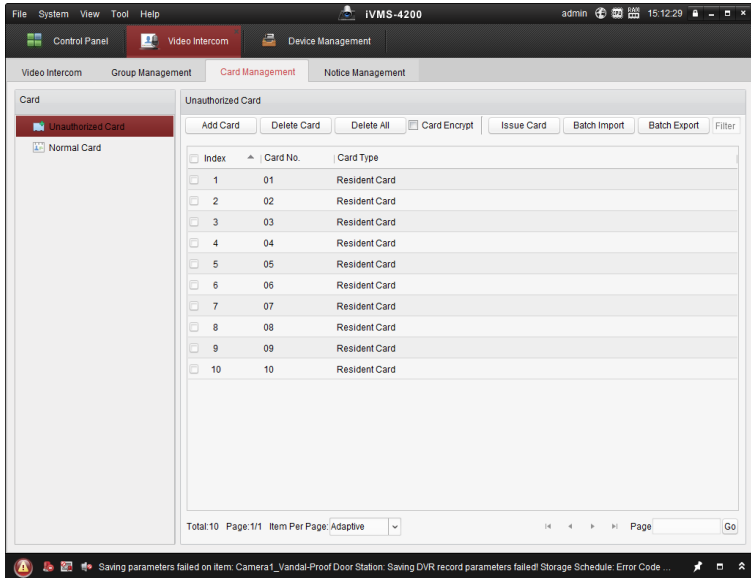 File System View Tool Help iVMS-4200 admin 15:12:29
Control Panel Video Intercom Device Management
Video Intercom Group Management Card Management Notice Management
Card Unauthorized Card
Unauthorized Card Add Card Delete Card Delete All Card Encrypt Issue Card Batch Import Batch Export Filter
Normal Card
Index Card No. Card Type
1 01 Resident Card
2 02 Resident Card
3 03 Resident Card
4 04 Resident Card
5 05 Resident Card
6 06 Resident Card
7 07 Resident Card
8 08 Resident Card
9 09 Resident Card
10 10 Resident Card
Total:10 Page:1/1 Item Per Page: Adaptive Page Go
Saving parameters failed on item: Camera1_Vandal-Proof Door Station: Saving DVR record parameters failed! Storage Schedule: Error Code ...